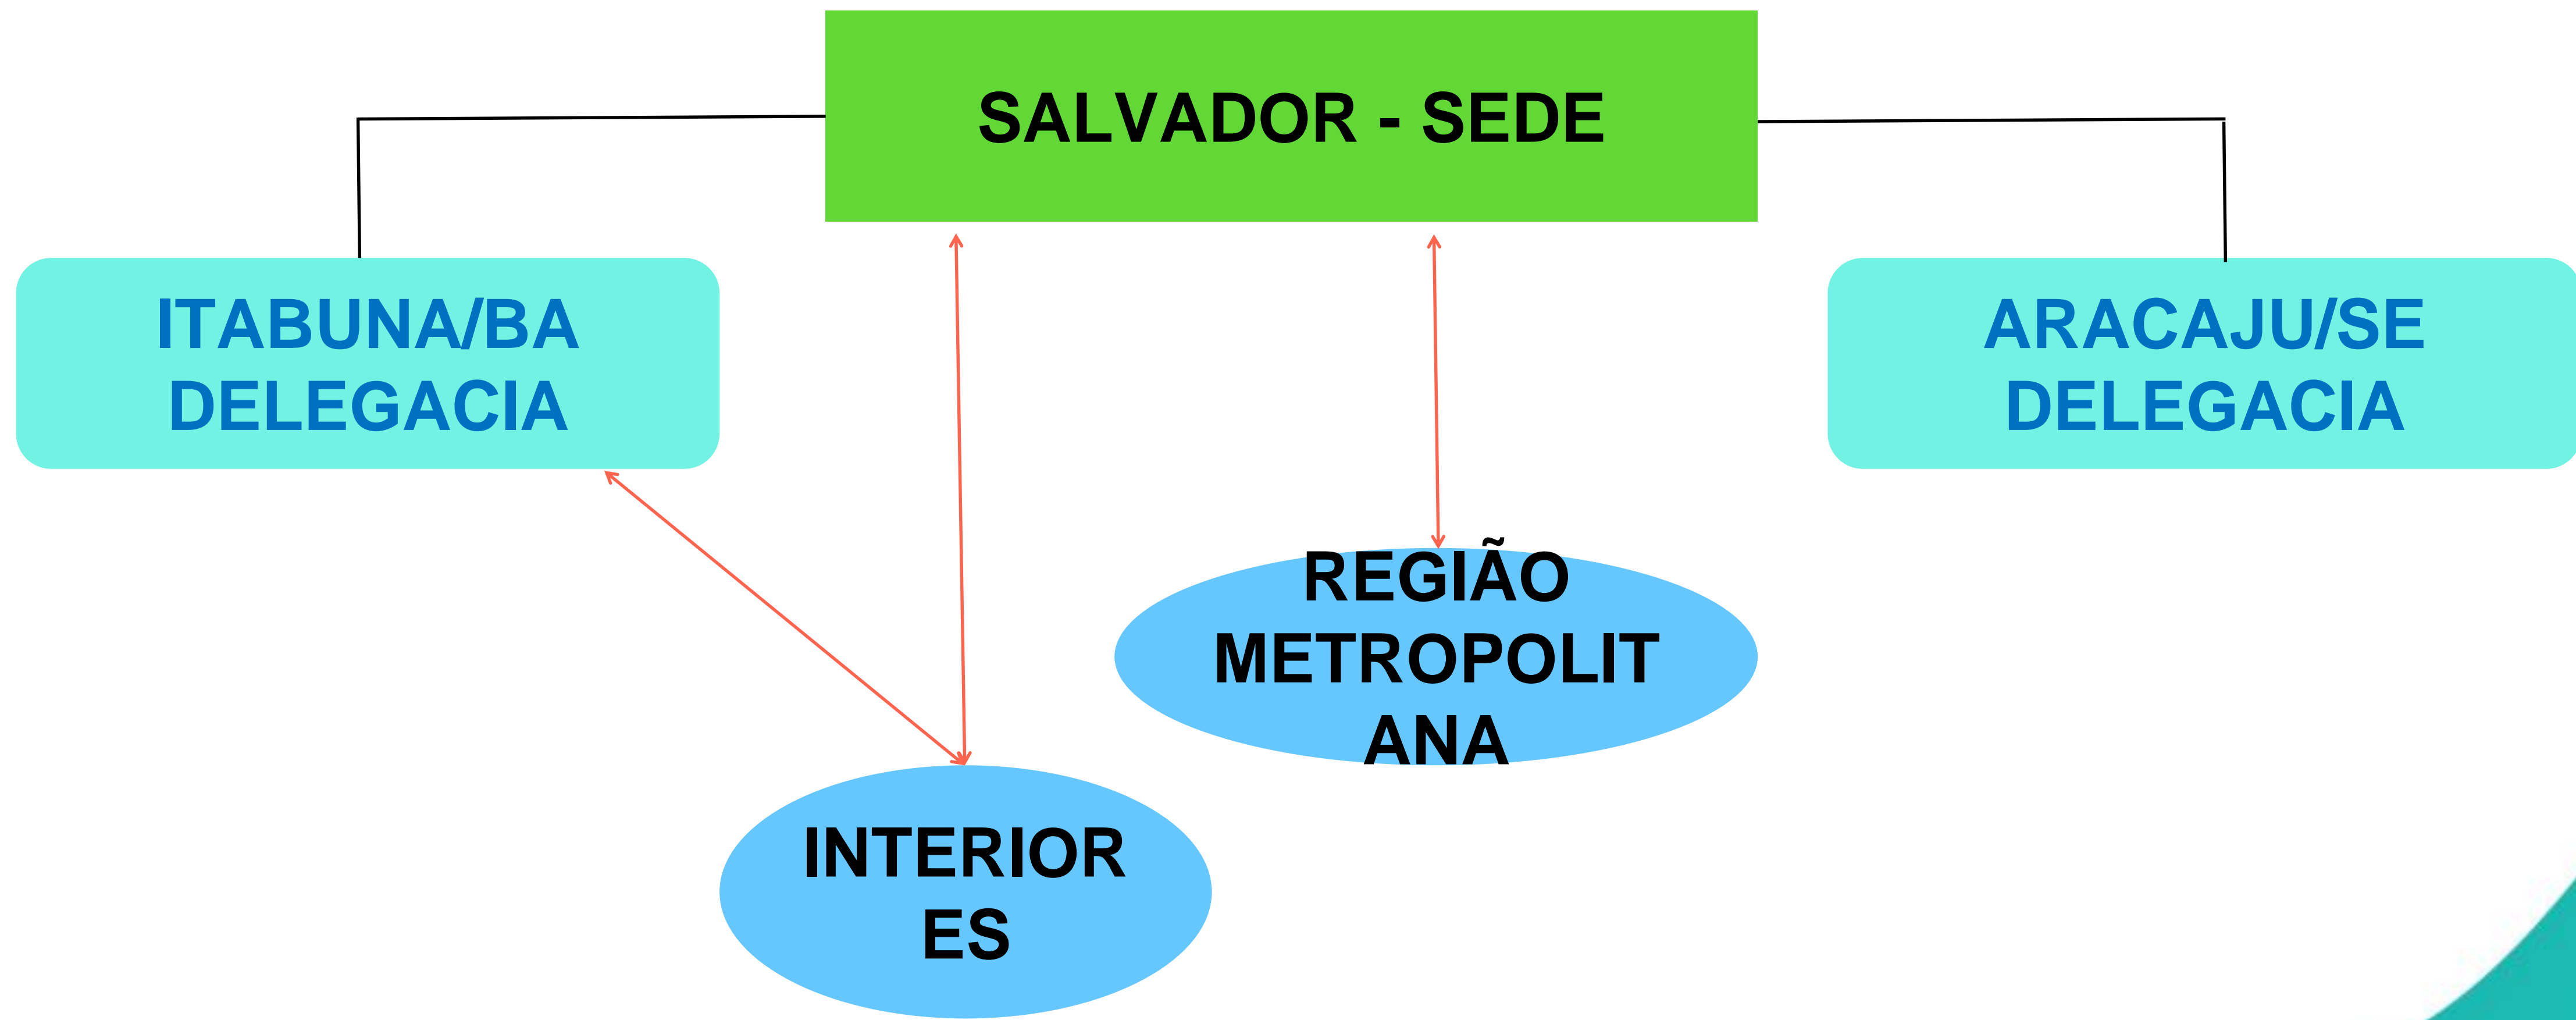 SALVADOR - SEDE
ITABUNA/BA
DELEGACIA
ARACAJU/SE
DELEGACIA
REGIÃO
METROPOLIT
ANA
INTERIOR
ES